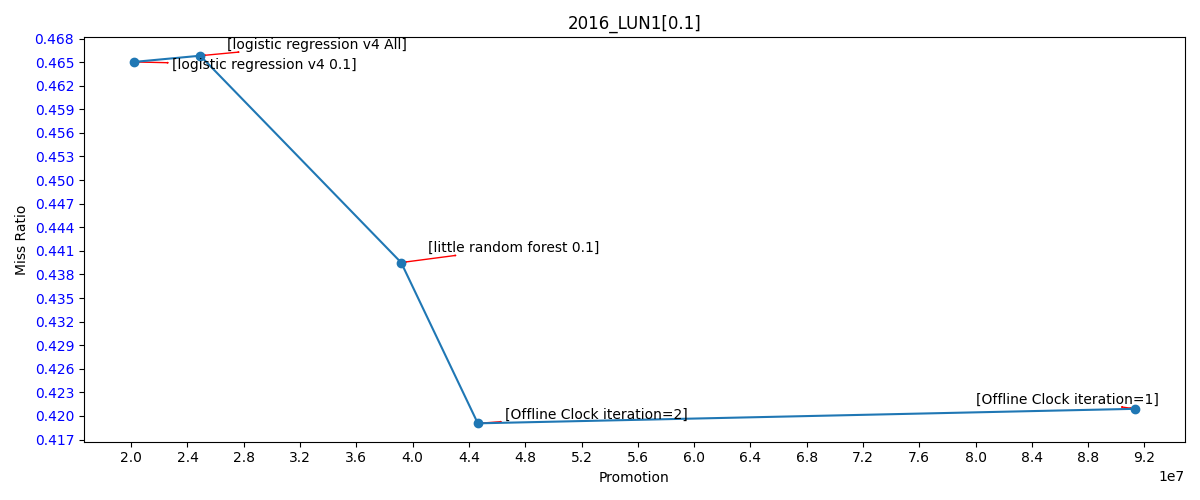 2016_LUN1[0.1]
0.468
0.465
0.462
0.459
0.456
0.453
0.450
0.447
0.444
0.441
0.438
0.435
0.432
0.429
0.426
0.423
0.420
0.417
Miss Ratio
[logistic regression v4 All]
[logistic regression v4 0.1]
[little random forest 0.1]
[Offline Clock iteration=1]
[Offline Clock iteration=2]
2.0 2.4 2.8 3.2 3.6 4.0 4.4 4.8 5.2 5.6 6.0 6.4 6.8 7.2 7.6 8.0 8.4 8.8 9.2
1e7
Promotion